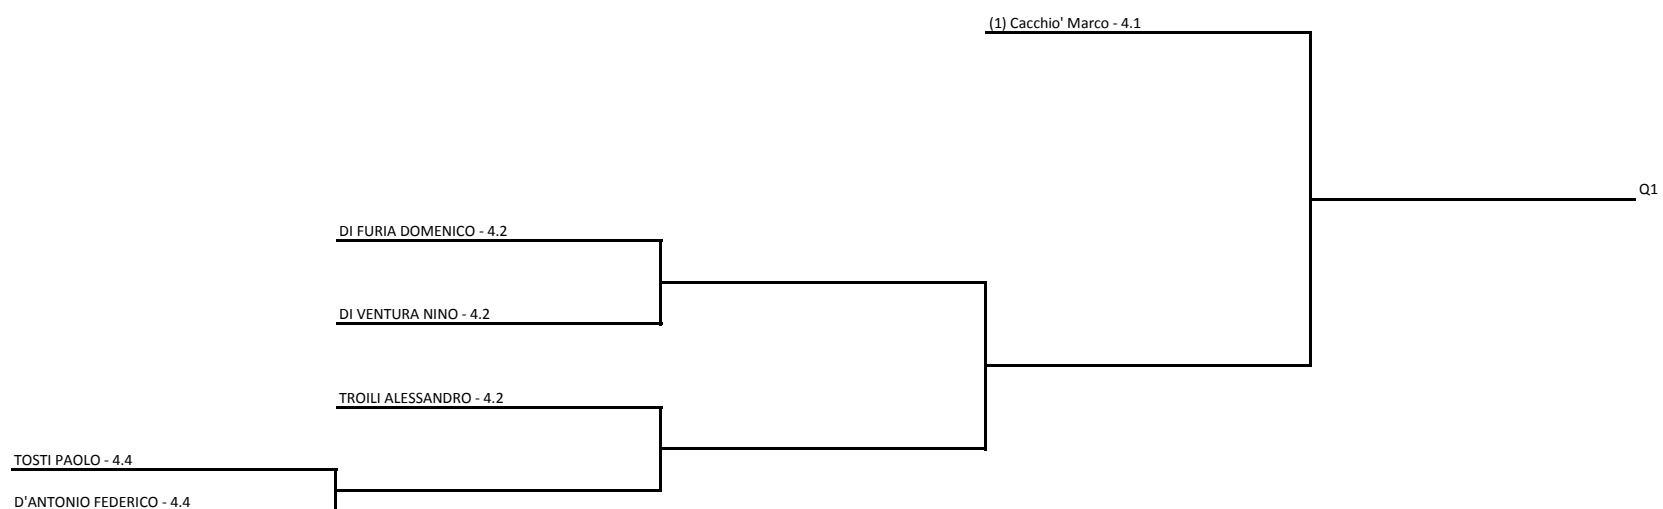 (1) Cacchio' Marco - 4.1
Q1
DI FURIA DOMENICO - 4.2
DI VENTURA NINO - 4.2
TROILI ALESSANDRO - 4.2
TOSTI PAOLO - 4.4
D'ANTONIO FEDERICO - 4.4